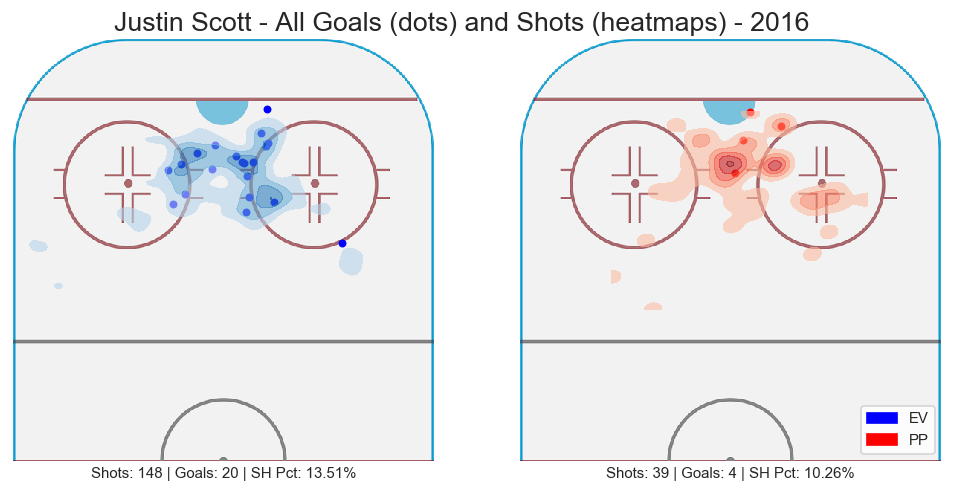 Justin Scott - All Goals (dots) and Shots (heatmaps) - 2016
EV
PP
Shots: 148 | Goals: 20 | SH Pct: 13.51%
Shots: 39 | Goals: 4 | SH Pct: 10.26%